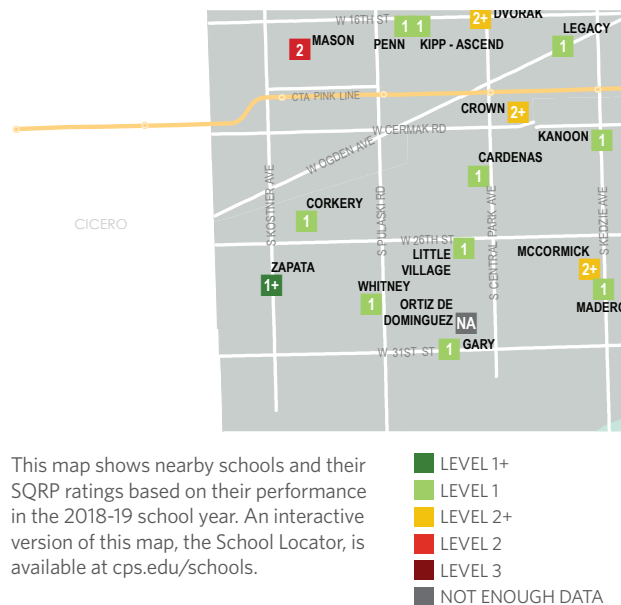 W 16TH ST
DVORAK
2+
MASON
2
PENN
1
1
KIPP - ASCEND
LEGACY
1
CTA PINK LINE
CROWN
2+
W CERMAK RD
KANOON
1
W OGDEN AVE
CARDENAS
1
S KOSTNER AVE
S PULASKI RD
S CENTRAL PARK AVE
S KEDZIE AVE
CORKERY
1
CICERO
W 26TH ST
LITTLE
VILLAGE
1
MCCORMICK
2+
ZAPATA
1+
WHITNEY
1
ORTIZ DE
DOMINGUEZ
NA
1
MADERO
W 31ST ST
1
GARY
This map shows nearby schools and their
SQRP ratings based on their performance
in the 2018-19 school year. An interactive
version of this map, the School Locator, is
available at cps.edu/schools.
LEVEL 1+
LEVEL 1
LEVEL 2+
LEVEL 2
LEVEL 3
NOT ENOUGH DATA